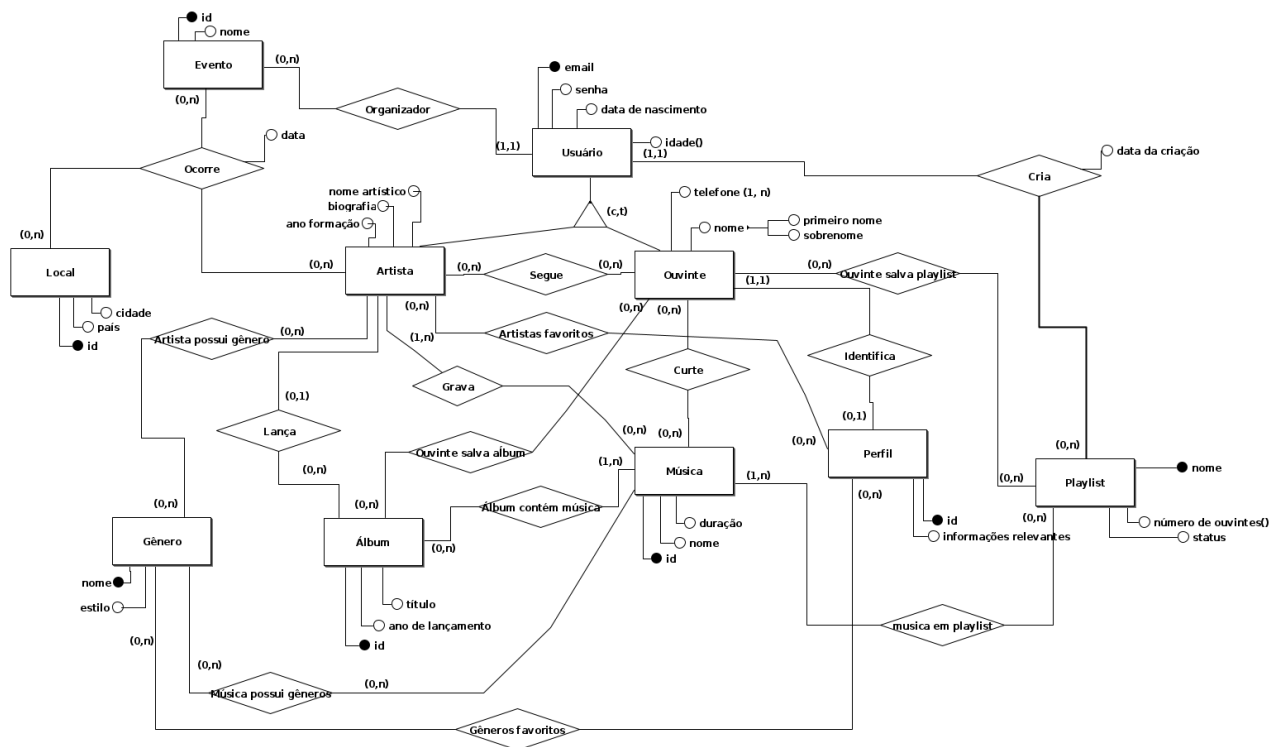 id
nome
Evento
(0,n)
(0,n)
Organizador
email
senha
data de nascimento
idade()
Usuário
(1,1)
(1,1)
data da criação
Cria
data
Ocorre
(c,t)
telefone (1, n)
nome
primeiro nome
sobrenome
nome artístico
biografia
ano formação
(0,n)
Local
cidade
país
id
(0,n)
Artista
(0,n)
Segue
(0,n)
Ouvinte
(0,n)
Ouvinte salva playlist
(1,1)
(0,n)
(0,n)
(0,n)
Artista possui gênero
(0,n)
(1,n)
Artistas favoritos
Identifica
Curte
Grava
(0,1)
(0,1)
Lança
(0,n)
(0,n)
(0,n)
(0,n)
Perfil
(0,n)
Ouvinte salva álbum
(0,n)
(1,n)
Música
(1,n)
(0,n)
(0,n)
Playlist
nome
Álbum contém música
(0,n)
(0,n)
(0,n)
id
informações relevantes
número de ouvintes()
status
(0,n)
Gênero
Álbum
(0,n)
duração
nome
id
nome
estilo
título
ano de lançamento
id
(0,n)
musica em playlist
(0,n)
Música possui gêneros
(0,n)
Gêneros favoritos